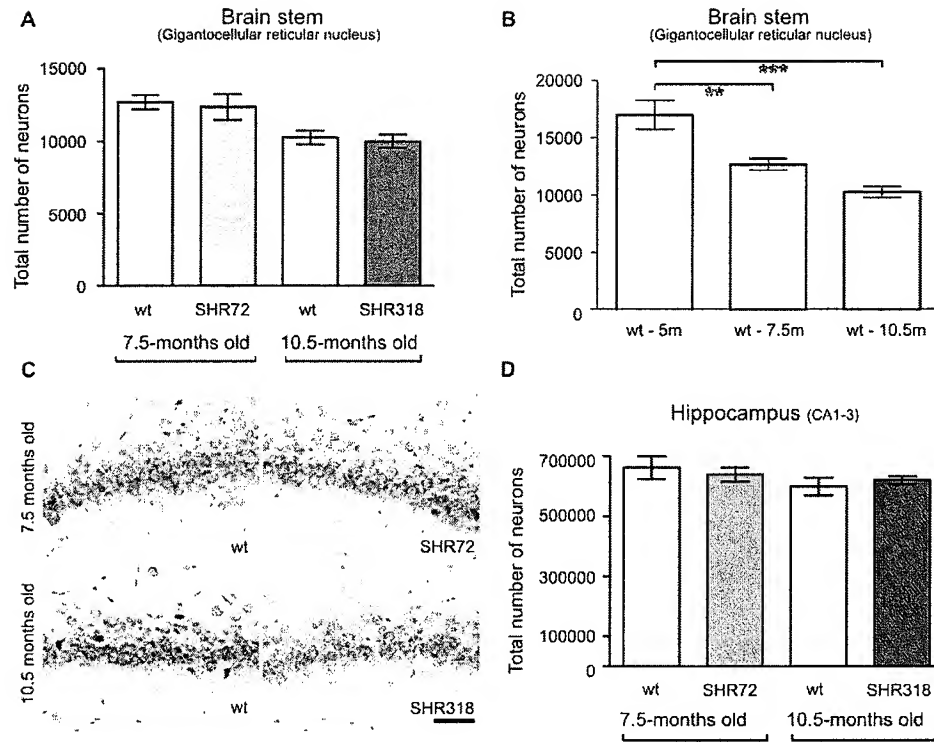 A
Brain stem
(Gigantocellular reticular nucleus)
Total number of neurons
15000
10000
5000
0
wt
SHR72
wt
SHR318
7.5-months old
10.5-months old
B
Brain stem
(Gigantocellular reticular nucleus)
Total number of neurons
20000
15000
10000
5000
0
***
**
wt - 5m
wt - 7.5m
wt - 10.5m
C
7.5 months old
wt
SHR72
10.5 months old
wt
SHR318
D
Hippocampus (CA1-3)
Total number of neurons
700000
500000
300000
100000
0
wt
SHR72
wt
SHR318
7.5-months old
10.5-months old